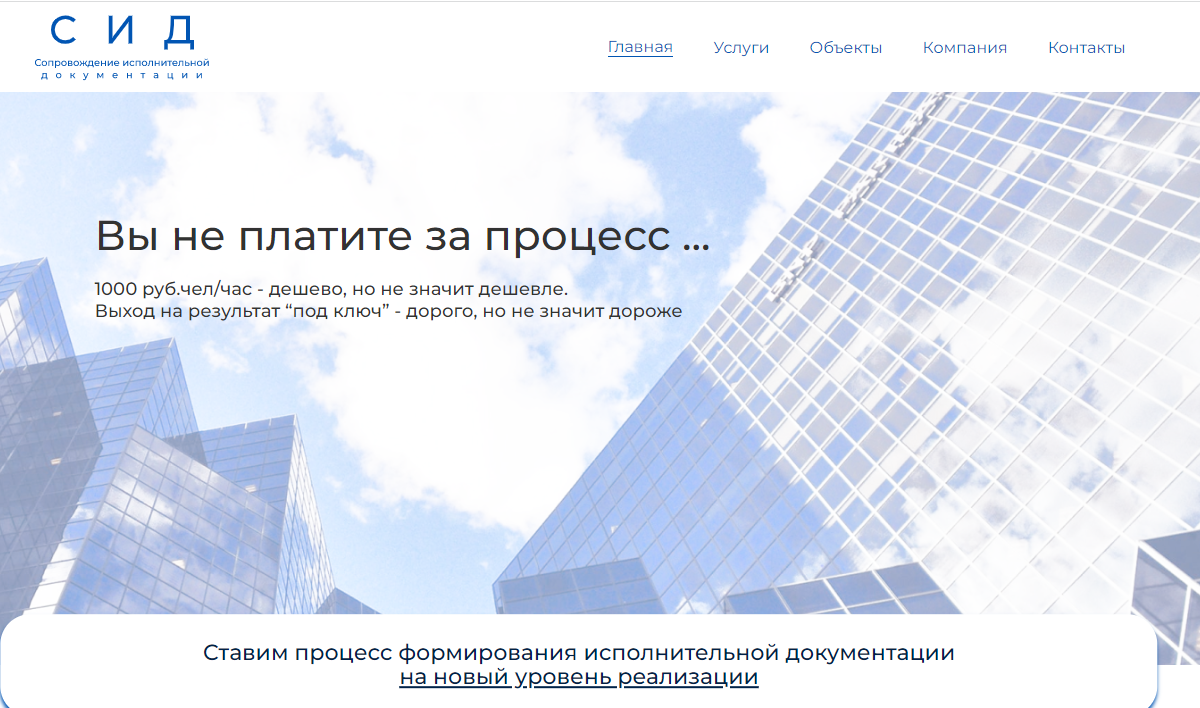 С И Д
Сопровождение исполнительной
документации
Главная Услуги Объекты Компания Контакты
Вы не платите за процесс ...
1000 руб.чел/час - дешево, но не значит дешевле.
Выход на результат “под ключ” - дорого, но не значит дороже
Ставим процесс формирования исполнительной документации
на новый уровень реализации